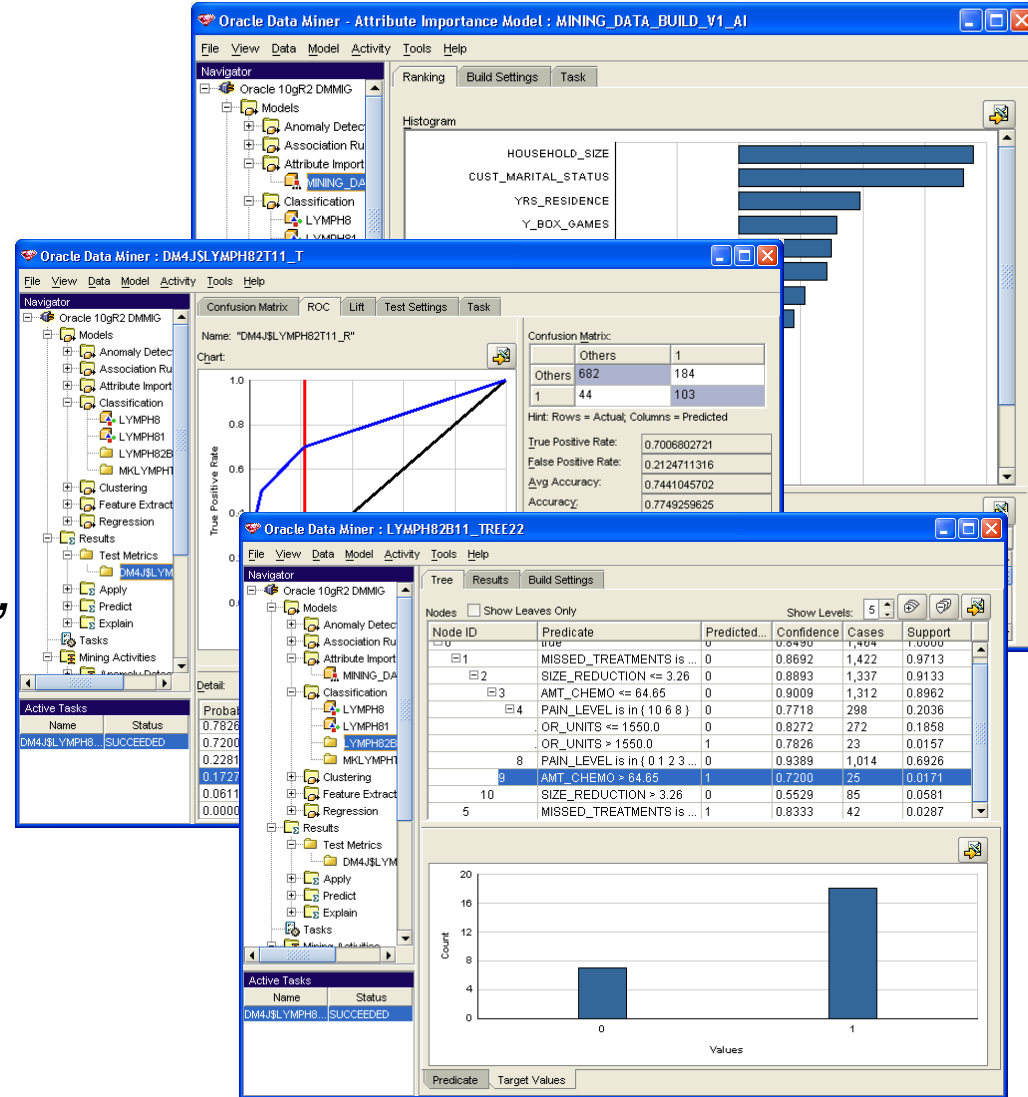 Oracle Data Miner - Attribute Importance Model : MINING_DATA_BUILD_V1_AI
File View Data Model Activity Tools Help
Navigator
Oracle 10gR2 DMMIG
Models
Anomaly Detec
Association Ru
Attribute Import
MINING_DA
Classification
LYMPH8
LYMPH81
Ranking Build Settings Task
Histogram
HOUSEHOLD_SIZE
CUST_MARITAL_STATUS
YRS_RESIDENCE
Y_BOX_GAMES
Oracle Data Miner : DM4J$LYMPH82T11_T
File View Data Model Activity Tools Help
Navigator
Oracle 10gR2 DMMIG
Models
Anomaly Detec
Association Ru
Attribute Import
Classification
LYMPH8
LYMPH81
LYMPH82B
MKLYMPHT
Clustering
Feature Extract
Regression
Results
Test Metrics
DM4J$LYM
Apply
Predict
Explain
Tasks
Mining Activities
Anomaly Detec
Active Tasks
Name Status
DM4J$LYMPH8... SUCCEEDED
Confusion Matrix ROC Lift Test Settings Task
Name: "DM4J$LYMPH82T11_R"
Chart:
1.0
0.8
0.6
0.4
True Positive Rate
Confusion Matrix:
Others 1
Others 682 184
1 44 103
Hint: Rows = Actual; Columns = Predicted
True Positive Rate: 0.7006802721
False Positive Rate: 0.2124711316
Avg Accuracy: 0.7441045702
Accuracy: 0.7749259625
Detail:
Probab
0.7826
0.7200
0.2281
0.1727
0.0611
0.0000
Oracle Data Miner : LYMPH82B11_TREE22
File View Data Model Activity Tools Help
Navigator
Oracle 10gR2 DMMIG
Models
Anomaly Detec
Association Ru
Attribute Import
MINING_DA
Classification
LYMPH8
LYMPH81
LYMPH82B
MKLYMPHT
Clustering
Feature Extract
Regression
Results
Test Metrics
DM4J$LYM
Apply
Predict
Explain
Tasks
Mining Activities
Active Tasks
Name Status
DM4J$LYMPH8... SUCCEEDED
Tree Results Build Settings
Nodes Show Leaves Only Show Levels: 5
Node ID Predicate Predicted... Confidence Cases Support
0 true 0 0.8490 1,464 1.0000
1 MISSED_TREATMENTS is ... 0 0.8692 1,422 0.9713
2 SIZE_REDUCTION <= 3.26 0 0.8893 1,337 0.9133
3 AMT_CHEMO <= 64.65 0 0.9009 1,312 0.8962
4 PAIN_LEVEL is in { 10 6 8 } 0 0.7718 298 0.2036
. OR_UNITS <= 1550.0 0 0.8272 272 0.1858
. OR_UNITS > 1550.0 1 0.7826 23 0.0157
8 PAIN_LEVEL is in { 0 1 2 3 ... 0 0.9389 1,014 0.6926
9 AMT_CHEMO > 64.65 1 0.7200 25 0.0171
10 SIZE_REDUCTION > 3.26 0 0.5529 85 0.0581
5 MISSED_TREATMENTS is ... 1 0.8333 42 0.0287
20
16
12
8
4
0
Count
0 1
Values
Predicate Target Values